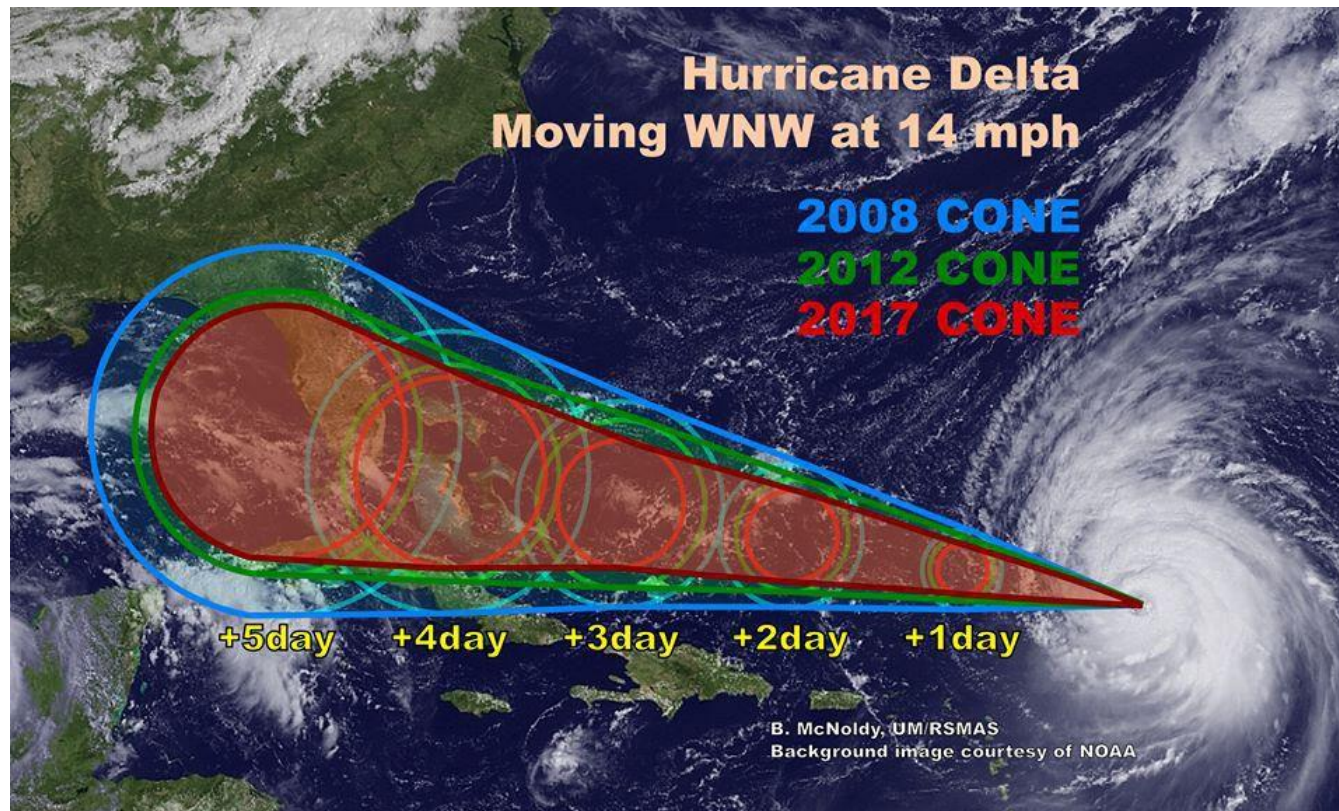 Hurricane Delta
Moving WNW at 14 mph
2008 CONE
2012 CONE
2017 CONE
+5day +4day +3day +2day +1day
B. McNoldy, UM/RSMAS
Background image courtesy of NOAA